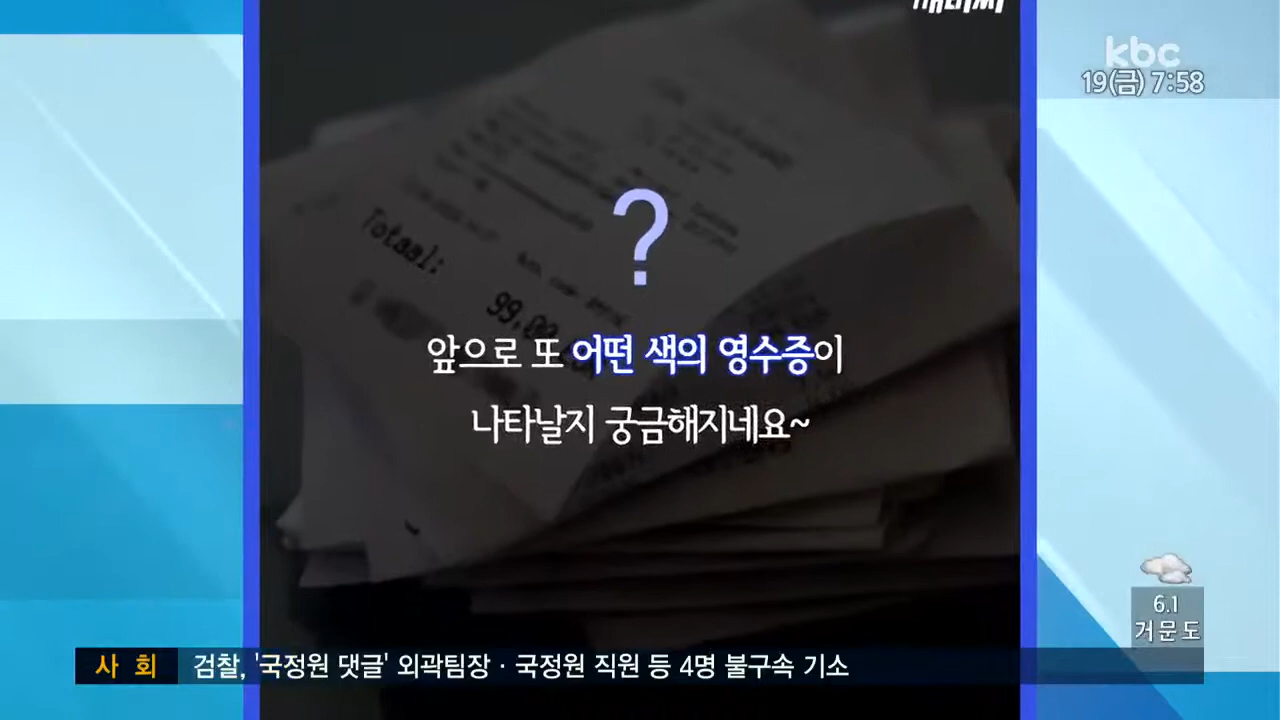 kbc
19(금) 7:58
Totaal:
99,00
?
앞으로 또 어떤 색의 영수증이
나타날지 궁금해지네요~
6.1
거문도
사 회 검찰, '국정원 댓글' 외곽팀장·국정원 직원 등 4명 불구속 기소